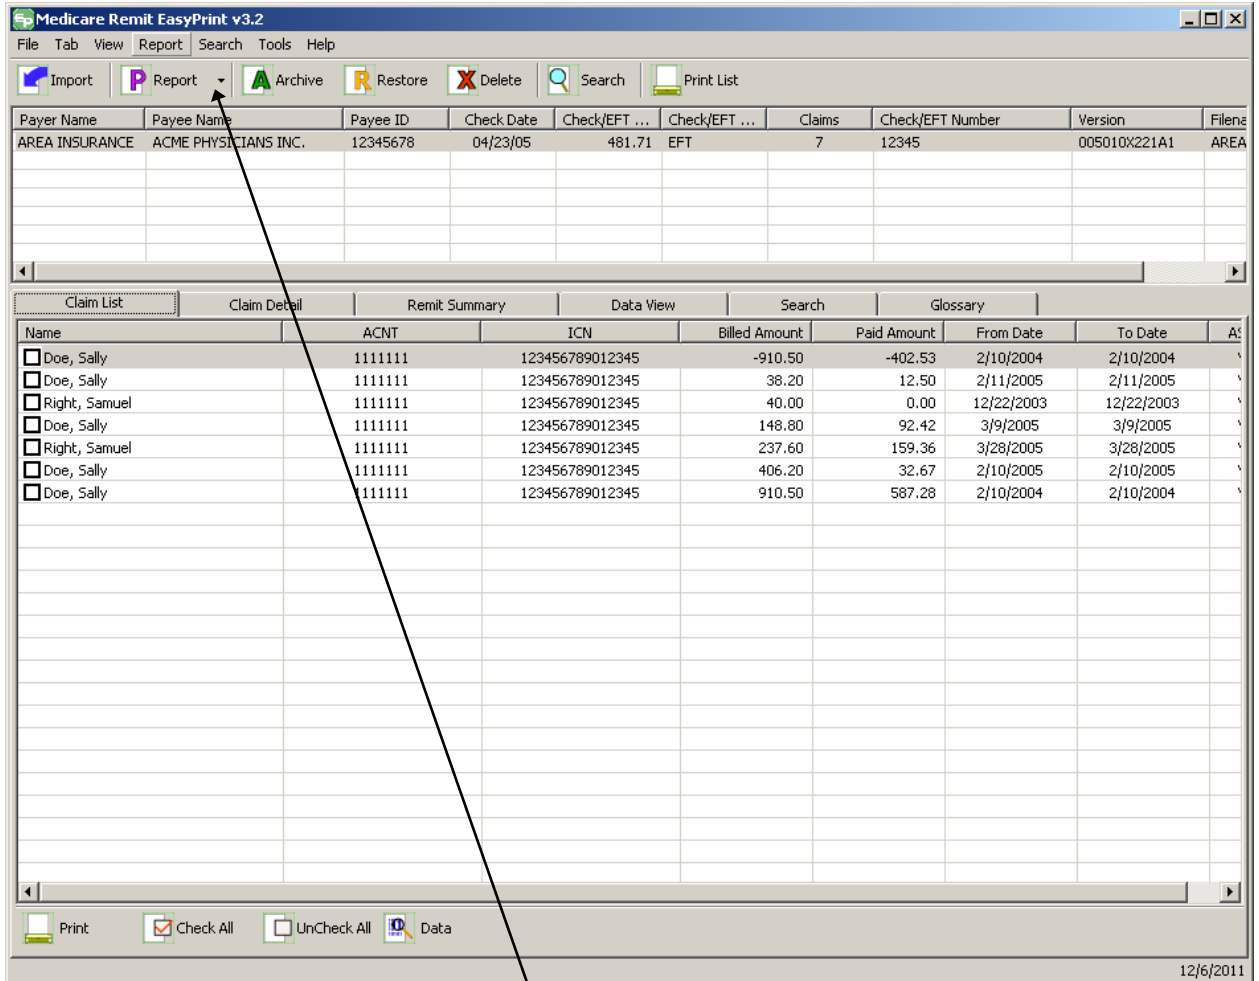 EP Medicare Remit EasyPrint v3.2
File Tab View Report Search Tools Help
Import P Report A Archive R Restore X Delete Search Print List
Payer Name Payee Name Payee ID Check Date Check/EFT ... Check/EFT ... Claims Check/EFT Number Version Filena
AREA INSURANCE ACME PHYSICIANS INC. 12345678 04/23/05 481.71 EFT 7 12345 005010X221A1 AREA
Claim List Claim Detail Remit Summary Data View Search Glossary
Name ACNT ICN Billed Amount Paid Amount From Date To Date AS
Doe, Sally 1111111 123456789012345 -910.50 -402.53 2/10/2004 2/10/2004
Doe, Sally 1111111 123456789012345 38.20 12.50 2/11/2005 2/11/2005
Right, Samuel 1111111 123456789012345 40.00 0.00 12/22/2003 12/22/2003
Doe, Sally 1111111 123456789012345 148.80 92.42 3/9/2005 3/9/2005
Right, Samuel 1111111 123456789012345 237.60 159.36 3/28/2005 3/28/2005
Doe, Sally 1111111 123456789012345 406.20 32.67 2/10/2005 2/10/2005
Doe, Sally 1111111 123456789012345 910.50 587.28 2/10/2004 2/10/2004
Print Check All UnCheck All Data
12/6/2011